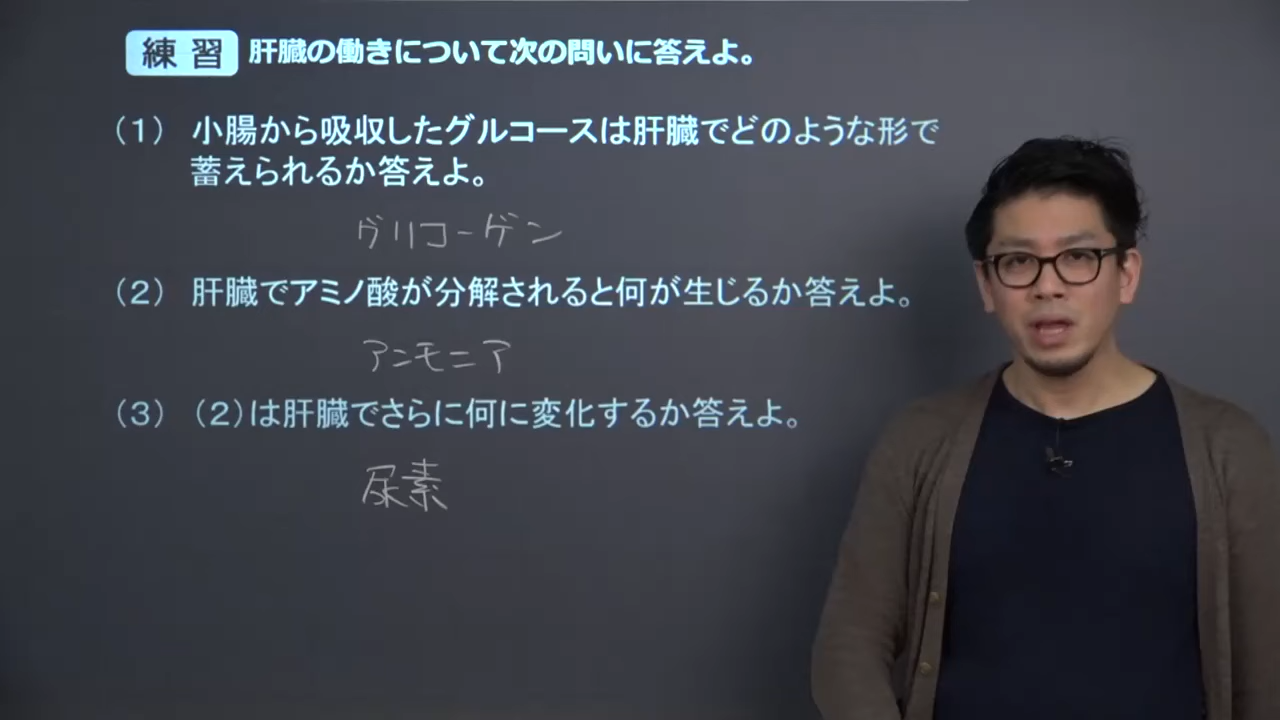 練習 肝臓の働きについて次の問いに答えよ。
(1) 小腸から吸収したグルコースは肝臓でどのような形で
蓄えられるか答えよ。
グリコーゲン
(2) 肝臓でアミノ酸が分解されると何が生じるか答えよ。
アンモニア
(3) (2)は肝臓でさらに何に変化するか答えよ。
尿素